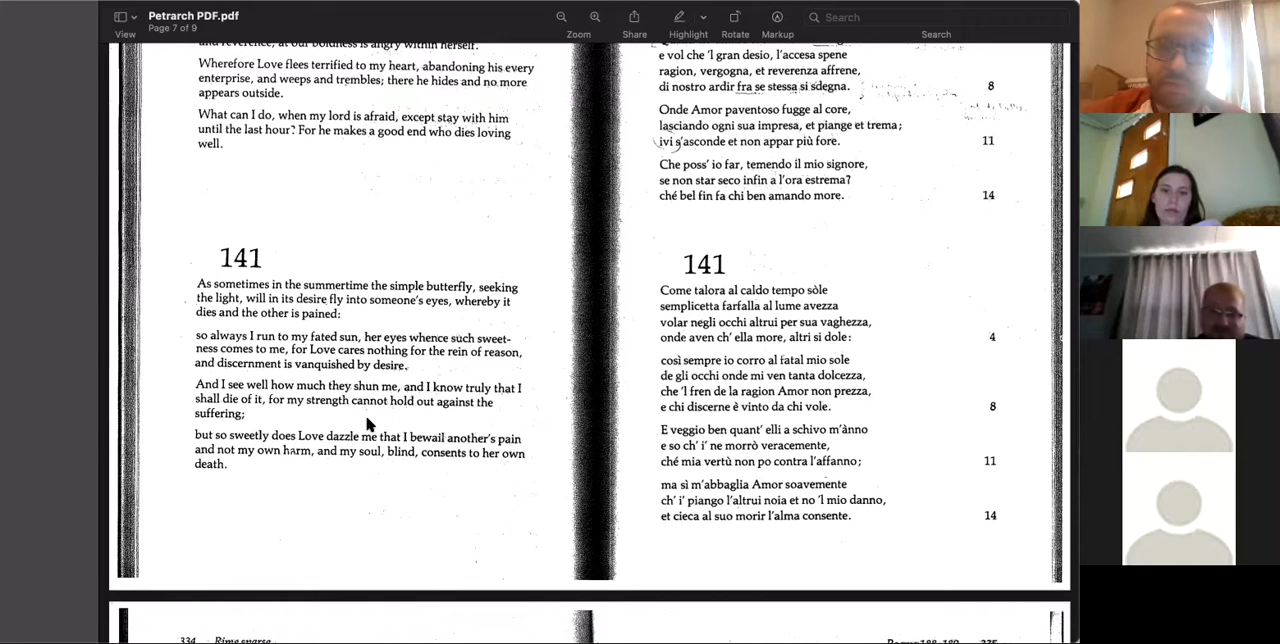 Petrarch PDF.pdf
Page 7 of 9
View
Zoom
Share
Highlight
Rotate
Markup
Search
Search
and reverence, at our boldness is angry within herself.
Wherefore Love flees terrified to my heart, abandoning his every
enterprise, and weeps and trembles; there he hides and no more
appears outside.
What can I do, when my lord is afraid, except stay with him
until the last hour? For he makes a good end who dies loving
well.
141
As sometimes in the summertime the simple butterfly, seeking
the light, will in its desire fly into someone's eyes, whereby it
dies and the other is pained:
so always I run to my fated sun, her eyes whence such sweet-
ness comes to me, for Love cares nothing for the rein of reason,
and discernment is vanquished by desire.
And I see well how much they shun me, and I know truly that I
shall die of it, for my strength cannot hold out against the
suffering;
but so sweetly does Love dazzle me that I bewail another's pain
and not my own harm, and my soul, blind, consents to her own
death.
e vol che 'l gran desio, l'accesa spene
ragion, vergogna, et reverenza affrene,
di nostro ardir fra se stessa si sdegna.
8
Onde Amor paventoso fugge al core,
lasciando ogni sua impresa, et piange et trema;
ivi s'asconde et non appar più fore.
11
Che poss' io far, temendo il mio signore,
se non star seco infin a l'ora estrema?
ché bel fin fa chi ben amando more.
14
141
Come talora al caldo tempo sòle
semplicetta farfalla al lume avezza
volar negli occhi altrui per sua vaghezza,
onde aven ch' ella more, altri si dole:
4
così sempre io corro al fatal mio sole
de gli occhi onde mi ven tanta dolcezza,
che 'l fren de la ragion Amor non prezza,
e chi discerne è vinto da chi vole.
8
E veggio ben quant' elli a schivo m'ànno
e so ch' i' ne morrò veracemente,
ché mia vertù non po contra l'affanno;
11
ma sì m'abbaglia Amor soavemente
ch' i' piango l'altrui noia et no 'l mio danno,
et cieca al suo morir l'alma consente.
14
334 Rime sparse